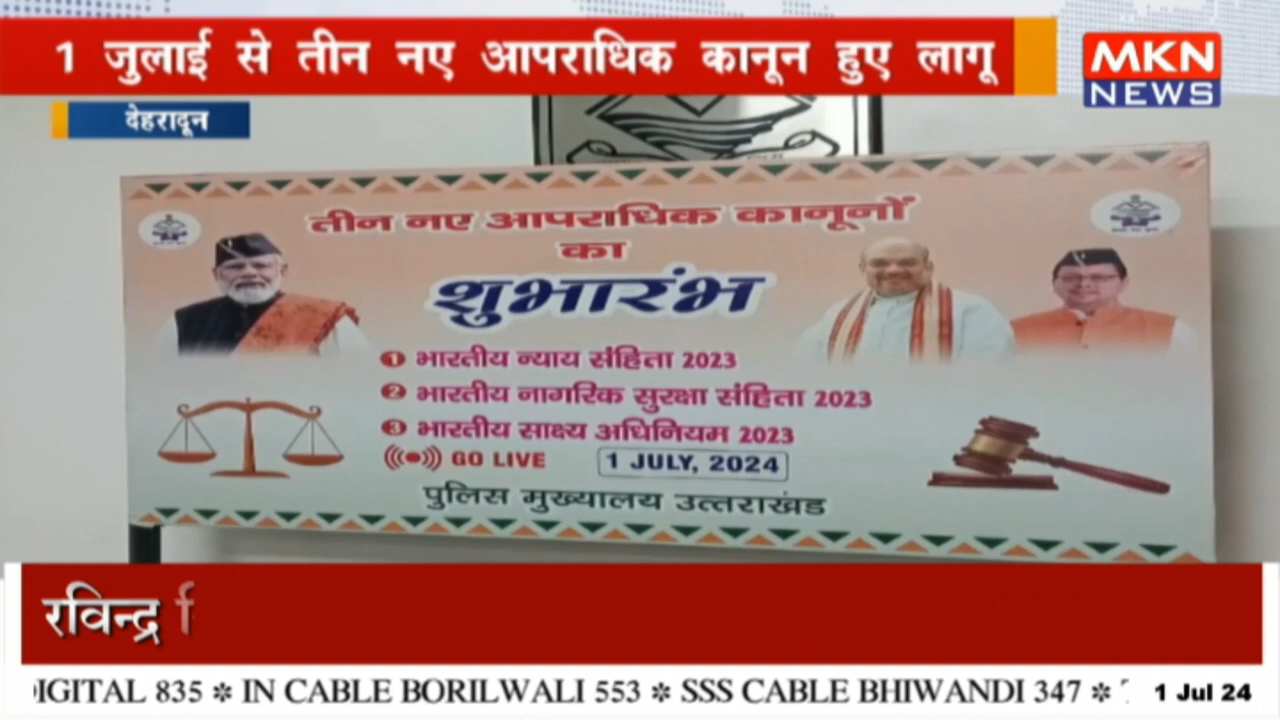 1 जुलाई से तीन नए आपराधिक कानून हुए लागू
MKN
NEWS
देहरादून
तीन नए आपराधिक कानूनों
का
शुभारंभ
1 भारतीय न्याय संहिता 2023
2 भारतीय नागरिक सुरक्षा संहिता 2023
3 भारतीय साक्ष्य अधिनियम 2023
GO LIVE 1 JULY, 2024
पुलिस मुख्यालय उत्तराखंड
रविन्द्र
IGITAL 835 ✼ IN CABLE BORILWALI 553 ✼ SSS CABLE BHIWANDI 347 ✼
1 Jul 24